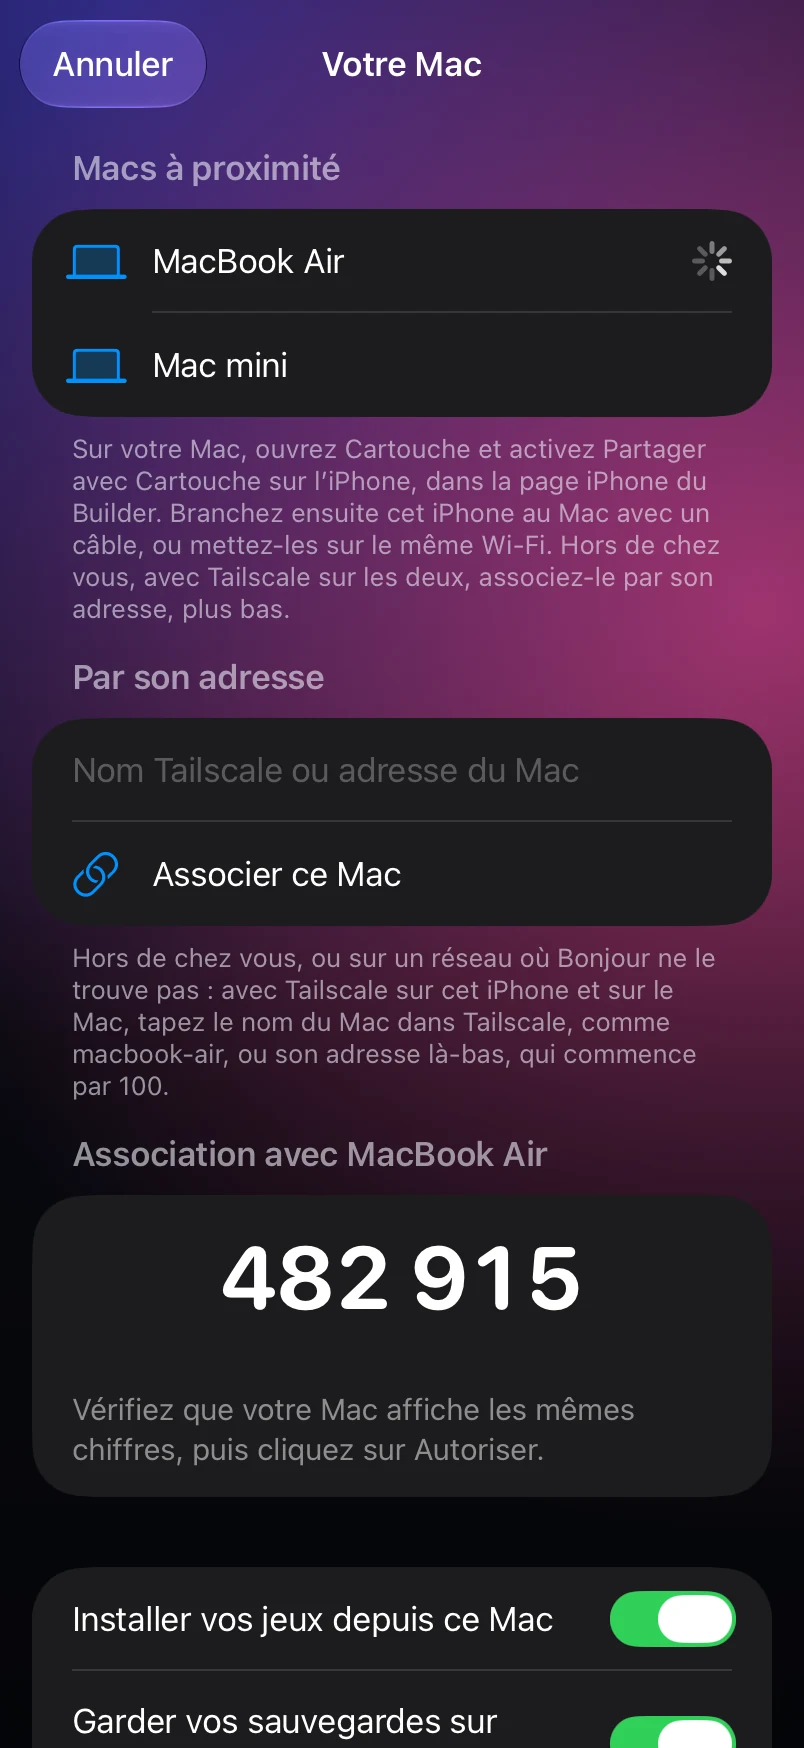 Annuler
Votre Mac
Macs à proximité
MacBook Air
Mac mini
Sur votre Mac, ouvrez Cartouche et activez Partager
avec Cartouche sur l’iPhone, dans la page iPhone du
Builder. Branchez ensuite cet iPhone au Mac avec un
câble, ou mettez-les sur le même Wi-Fi. Hors de chez
vous, avec Tailscale sur les deux, associez-le par son
adresse, plus bas.
Par son adresse
Nom Tailscale ou adresse du Mac
Associer ce Mac
Hors de chez vous, ou sur un réseau où Bonjour ne le
trouve pas : avec Tailscale sur cet iPhone et sur le
Mac, tapez le nom du Mac dans Tailscale, comme
macbook-air, ou son adresse là-bas, qui commence
par 100.
Association avec MacBook Air
482 915
Vérifiez que votre Mac affiche les mêmes
chiffres, puis cliquez sur Autoriser.
Installer vos jeux depuis ce Mac
Garder vos sauvegardes sur